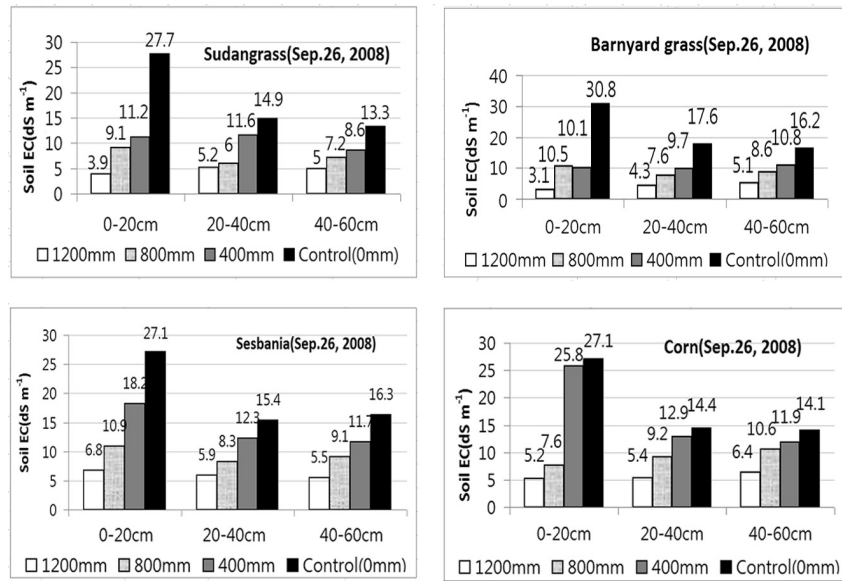 Sudangrass(Sep.26, 2008)
Soil EC(dS m⁻¹)
30
25
20
15
10
5
0
3.9 9.1 11.2 27.7
5.2 6 11.6 14.9
5 7.2 8.6 13.3
0-20cm 20-40cm 40-60cm
1200mm 800mm 400mm Control(0mm)
Barnyard grass(Sep.26, 2008)
Soil EC(dS m⁻¹)
40
30
20
10
0
3.1 10.5 10.1 30.8
4.3 7.6 9.7 17.6
5.1 8.6 10.8 16.2
0-20cm 20-40cm 40-60cm
1200mm 800mm 400mm Control(0mm)
Sesbania(Sep.26, 2008)
Soil EC(dS m⁻¹)
30
25
20
15
10
5
0
6.8 10.9 18.2 27.1
5.9 8.3 12.3 15.4
5.5 9.1 11.7 16.3
0-20cm 20-40cm 40-60cm
1200mm 800mm 400mm Control(0mm)
Corn(Sep.26, 2008)
Soil EC(dS m⁻¹)
30
25
20
15
10
5
0
5.2 7.6 25.8 27.1
5.4 9.2 12.9 14.4
6.4 10.6 11.9 14.1
0-20cm 20-40cm 40-60cm
1200mm 800mm 400mm Control(0mm)